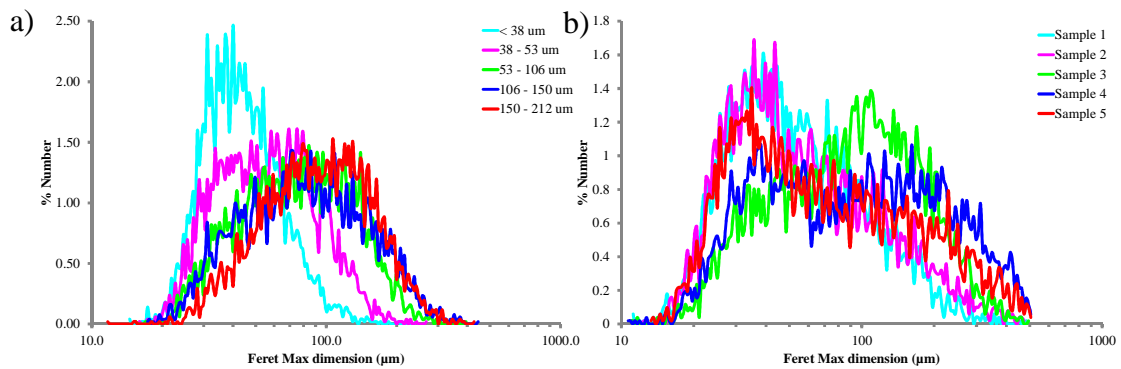 a)
2.50
2.00
1.50
1.00
0.50
0.00
% Number
10.0
100.0
1000.0
Feret Max dimension (µm)
< 38 um
38 - 53 um
53 - 106 um
106 - 150 um
150 - 212 um
b)
1.8
1.6
1.4
1.2
1
0.8
0.6
0.4
0.2
0
% Number
10
100
1000
Feret Max dimension (µm)
Sample 1
Sample 2
Sample 3
Sample 4
Sample 5